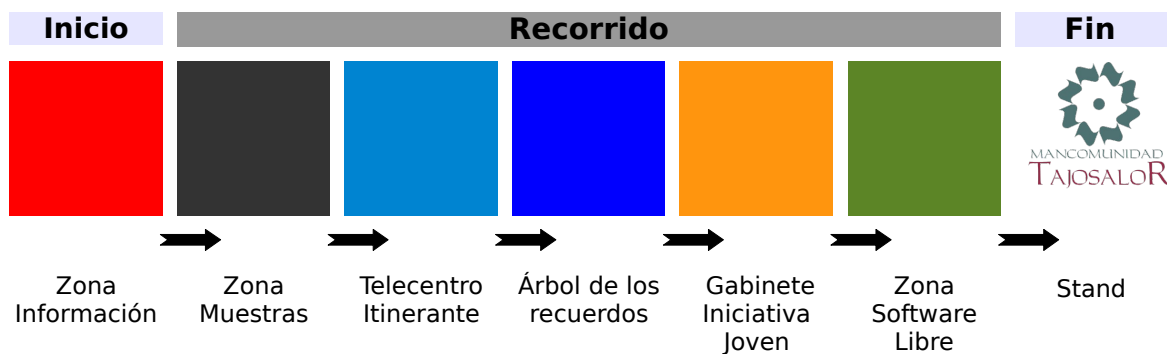 Inicio
Recorrido
Fin
MANCOMUNIDAD
TAJOSALOR
Zona
Información
Zona
Muestras
Telecentro
Itinerante
Árbol de los
recuerdos
Gabinete
Iniciativa
Joven
Zona
Software
Libre
Stand